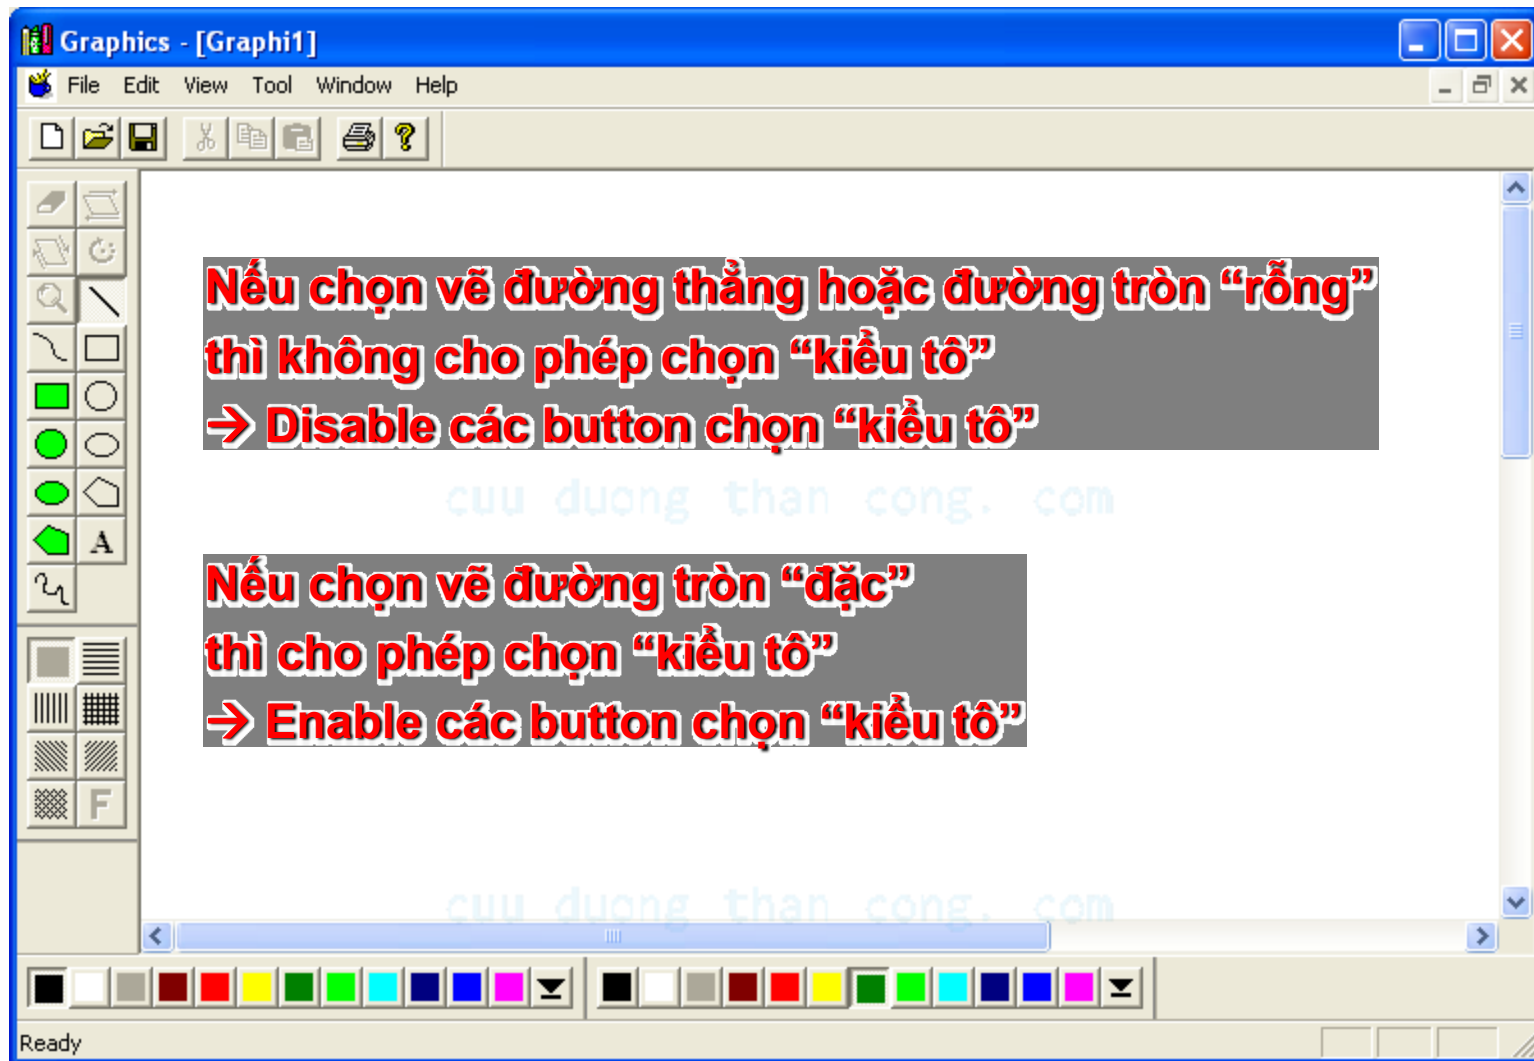 Graphics - [Graphi1]
File Edit View Tool Window Help
Nếu chọn vẽ đường thẳng hoặc đường tròn “rỗng”
thì không cho phép chọn “kiểu tô”
→ Disable các button chọn “kiểu tô”
cuu duong than cong. com
Nếu chọn vẽ đường tròn “đặc”
thì cho phép chọn “kiểu tô”
→ Enable các button chọn “kiểu tô”
A
F
cuu duong than cong. com
Ready